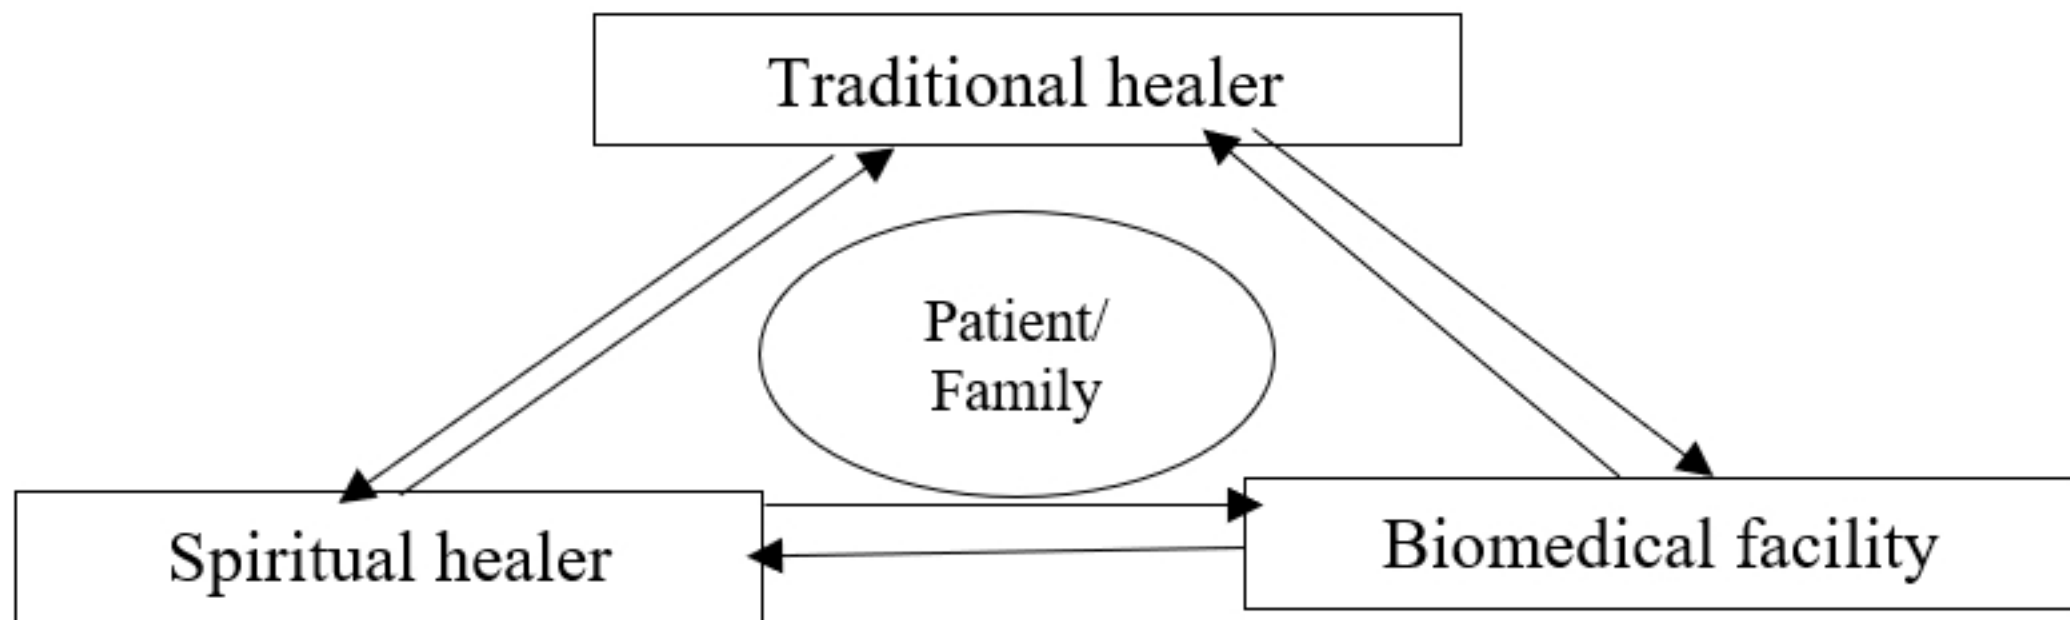 Traditional healer
Patient/
Family
Spiritual healer
Biomedical facility